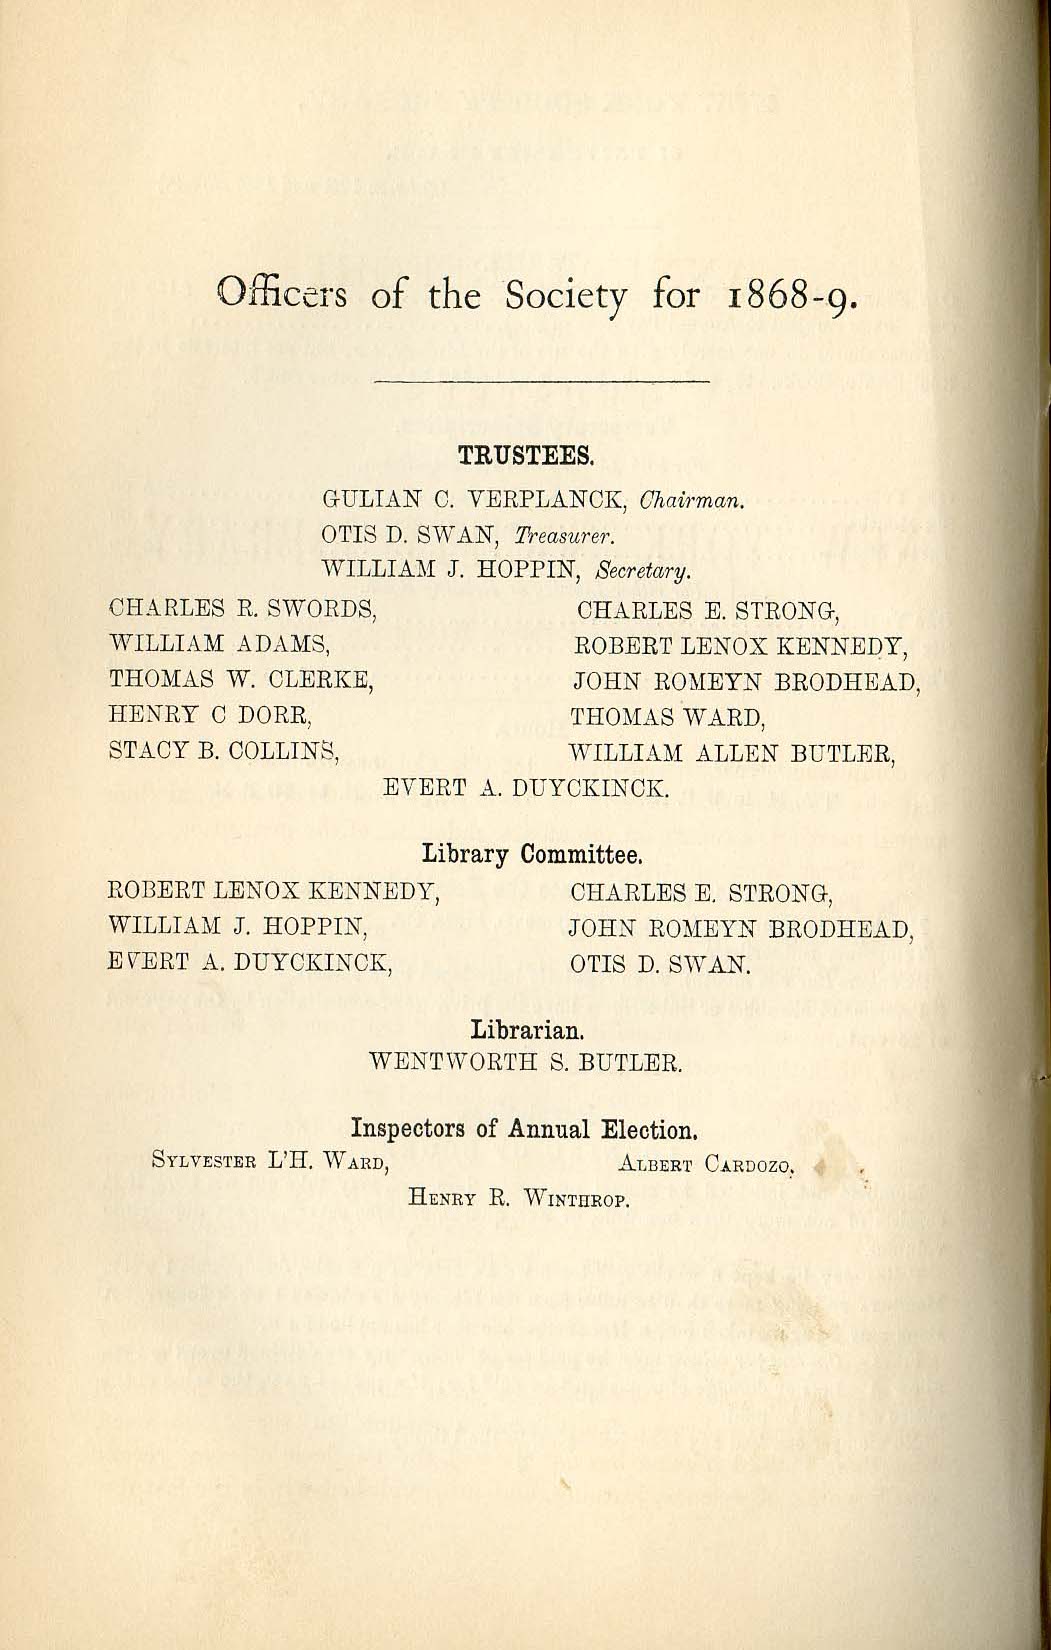 Officers of the Society for 1868-9.
TRUSTEES.
GULIAN C. VERPLANCK, Chairman.
OTIS D. SWAN, Treasurer.
WILLIAM J. HOPPIN, Secretary.
CHARLES R. SWORDS, CHARLES E. STRONG,
WILLIAM ADAMS, ROBERT LENOX KENNEDY,
THOMAS W. CLERKE, JOHN ROMEYN BRODHEAD,
HENRY C DORR, THOMAS WARD,
STACY B. COLLINS, WILLIAM ALLEN BUTLER,
EVERT A. DUYCKINCK.
Library Committee.
ROBERT LENOX KENNEDY, CHARLES E. STRONG,
WILLIAM J. HOPPIN, JOHN ROMEYN BRODHEAD,
EVERT A. DUYCKINCK, OTIS D. SWAN.
Librarian.
WENTWORTH S. BUTLER.
Inspectors of Annual Election.
SYLVESTER L'H. WARD, ALBERT CARDOZO.
HENRY R. WINTHROP.